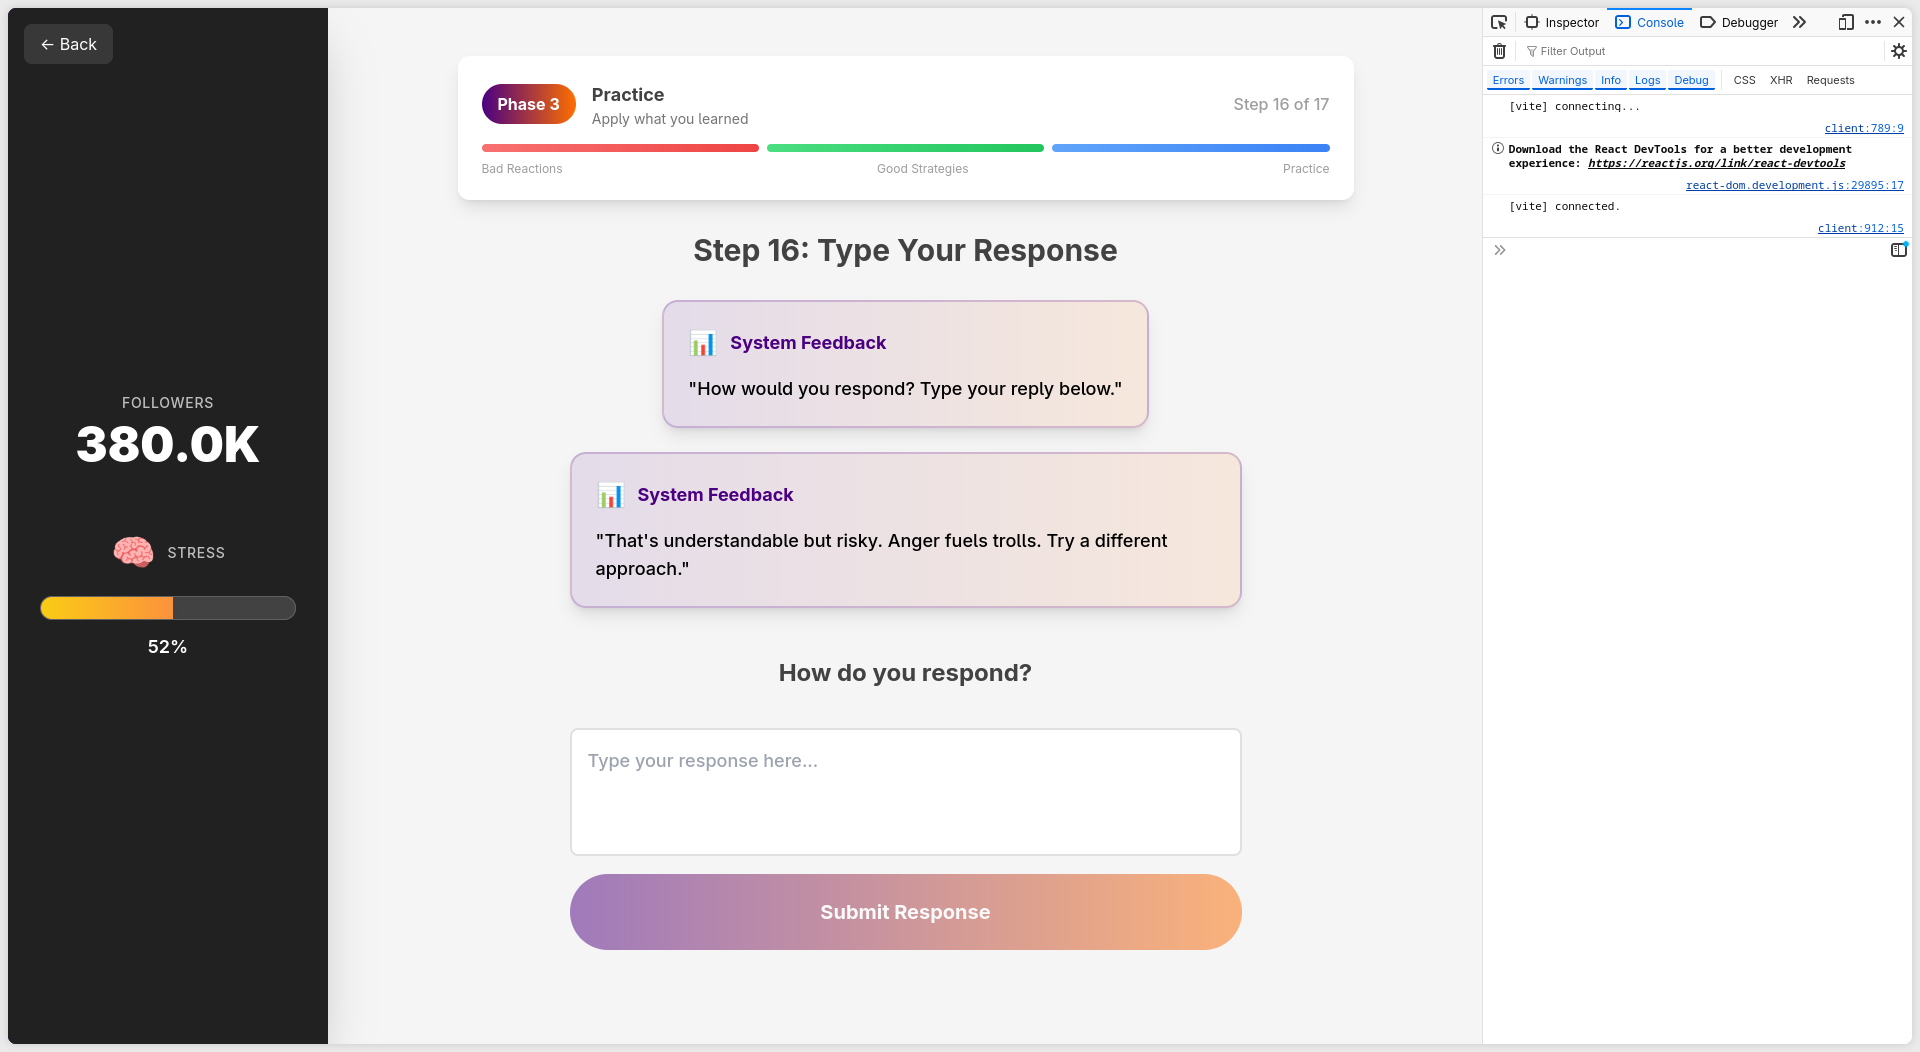 ← Back
FOLLOWERS
380.0K
STRESS
52%
Phase 3
Practice
Apply what you learned
Step 16 of 17
Bad Reactions
Good Strategies
Practice
Step 16: Type Your Response
System Feedback
"How would you respond? Type your reply below."
System Feedback
"That's understandable but risky. Anger fuels trolls. Try a different
approach."
How do you respond?
Type your response here...
Submit Response
Inspector
Console
Debugger
Filter Output
Errors
Warnings
Info
Logs
Debug
CSS
XHR
Requests
[vite] connecting...
client:789:9
Download the React DevTools for a better development
experience: https://reactjs.org/link/react-devtools
react-dom.development.js:29895:17
[vite] connected.
client:912:15